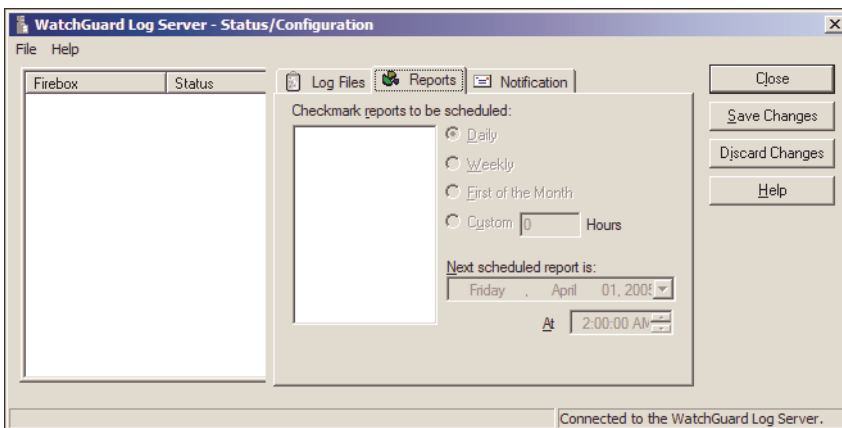 WatchGuard Log Server - Status/Configuration
File Help
Firebox Status
Log Files Reports Notification
Checkmark reports to be scheduled:
Daily
Weekly
First of the Month
Custom 0 Hours
Next scheduled report is:
Friday , April 01, 2005
At 2:00:00 AM
Close
Save Changes
Discard Changes
Help
Connected to the WatchGuard Log Server.